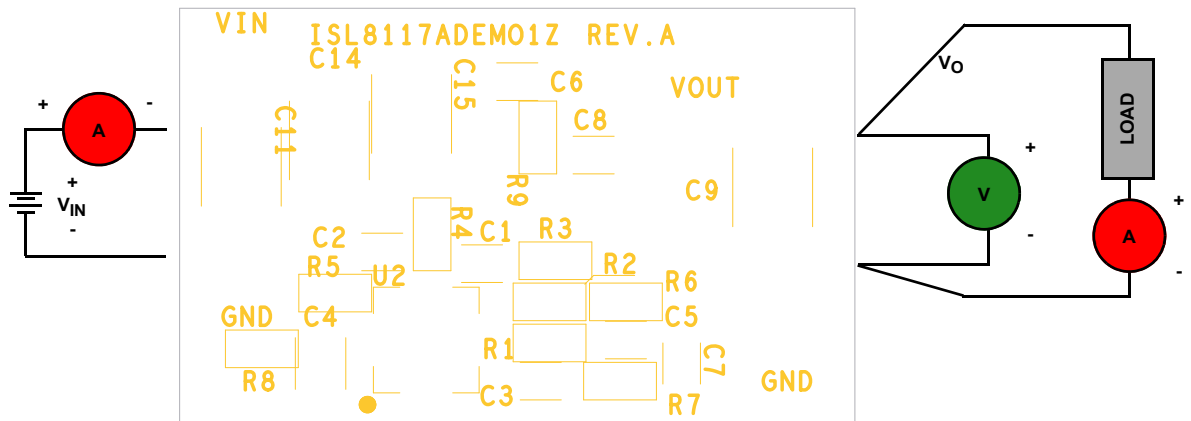 VIN
ISL8117ADEMO1Z REV.A
C14
C15
C6
VOUT
C11
C8
R9
C9
R4
C2
C1
R3
R5
U2
R2
R6
GND
C4
C5
R1
C7
R8
C3
R7
GND
+
A
-
+
VIN
-
VO
LOAD
+
V
-
+
A
-